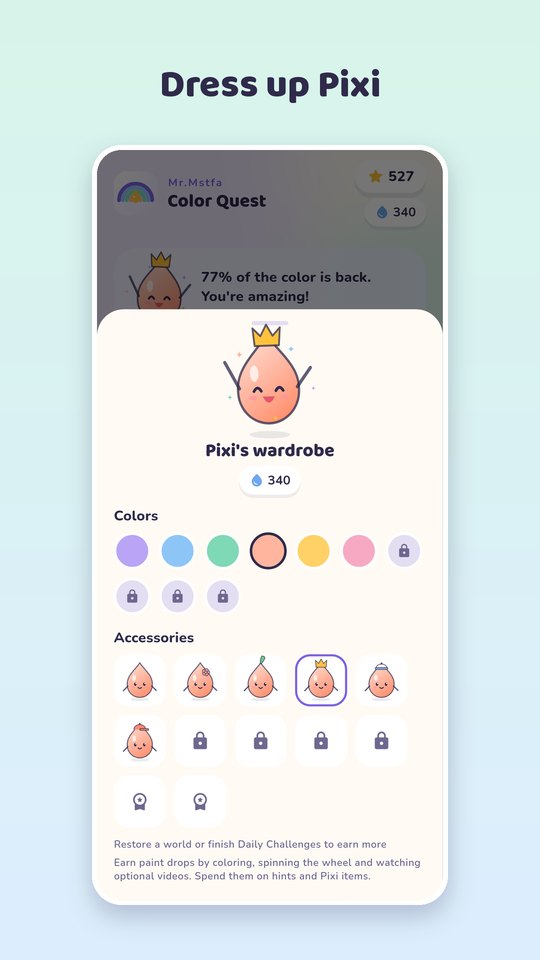 Dress up Pixi
Mr.Mstfa
Color Quest
527
340
77% of the color is back.
You're amazing!
Pixi's wardrobe
340
Colors
Accessories
Restore a world or finish Daily Challenges to earn more
Earn paint drops by coloring, spinning the wheel and watching
optional videos. Spend them on hints and Pixi items.